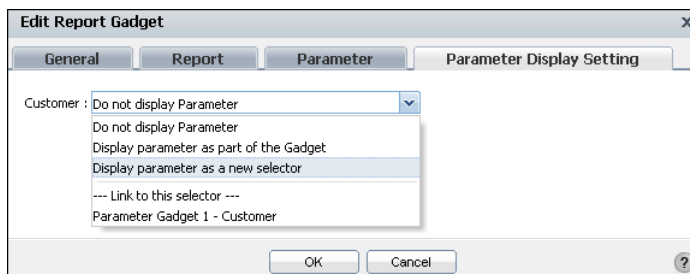 Edit Report Gadget
x
General Report Parameter Parameter Display Setting
Customer : Do not display Parameter
Do not display Parameter
Display parameter as part of the Gadget
Display parameter as a new selector
--- Link to this selector ---
Parameter Gadget 1 - Customer
OK Cancel
?